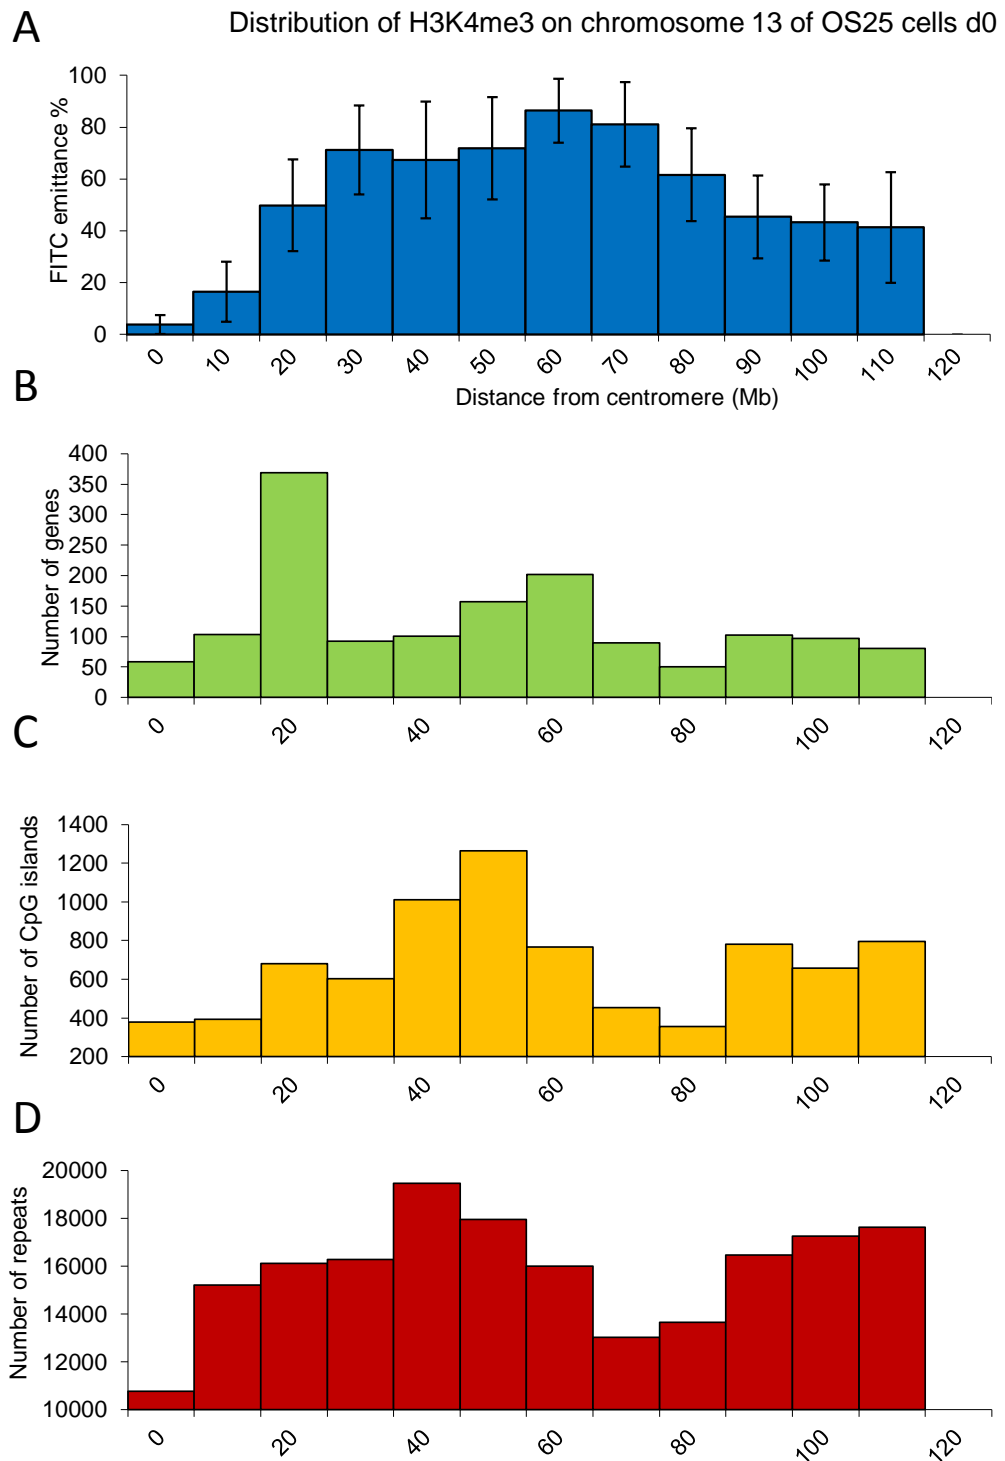 A
Distribution of H3K4me3 on chromosome 13 of OS25 cells d0
FITC emittance %
100
80
60
40
20
0
0 10 20 30 40 50 60 70 80 90 100 110 120
Distance from centromere (Mb)
B
Number of genes
400
350
300
250
200
150
100
50
0
0 20 40 60 80 100 120
C
Number of CpG islands
1400
1200
1000
800
600
400
200
0 20 40 60 80 100 120
D
Number of repeats
20000
18000
16000
14000
12000
10000
0 20 40 60 80 100 120